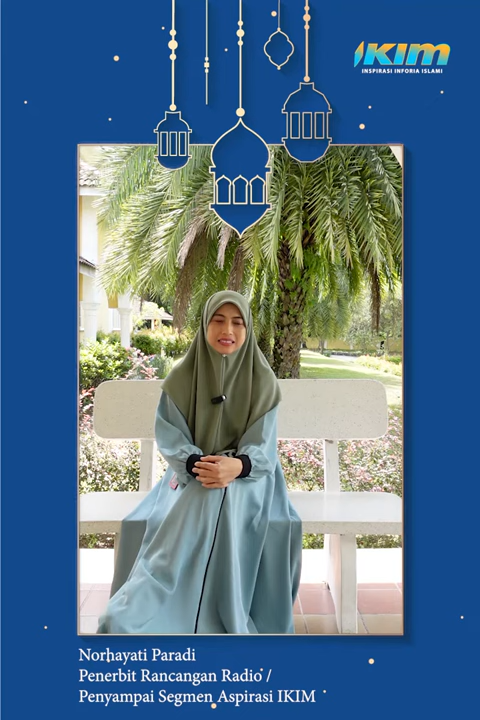 IKIM
INSPIRASI INFORIA ISLAMI
Norhayati Paradi
Penerbit Rancangan Radio /
Penyampai Segmen Aspirasi IKIM